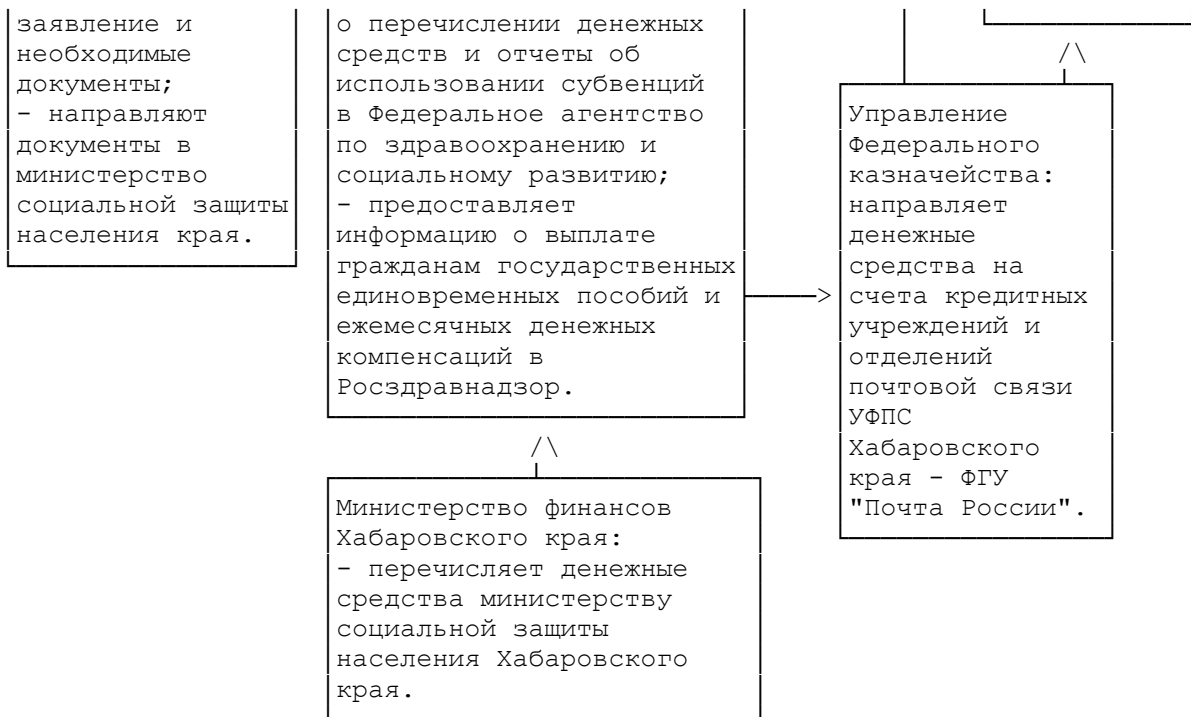 заявление и
необходимые
документы;
- направляют
документы в
министерство
социальной защиты
населения края.
о перечислении денежных
средств и отчеты об
использовании субвенций
в Федеральное агентство
по здравоохранению и
социальному развитию;
- предоставляет
информацию о выплате
гражданам государственных
единовременных пособий и
ежемесячных денежных
компенсаций в
Росздравнадзор.
Управление
Федерального
казначейства:
направляет
денежные
средства на
счета кредитных
учреждений и
отделений
почтовой связи
УФПС
Хабаровского
края - ФГУ
"Почта России".
Министерство финансов
Хабаровского края:
- перечисляет денежные
средства министерству
социальной защиты
населения Хабаровского
края.